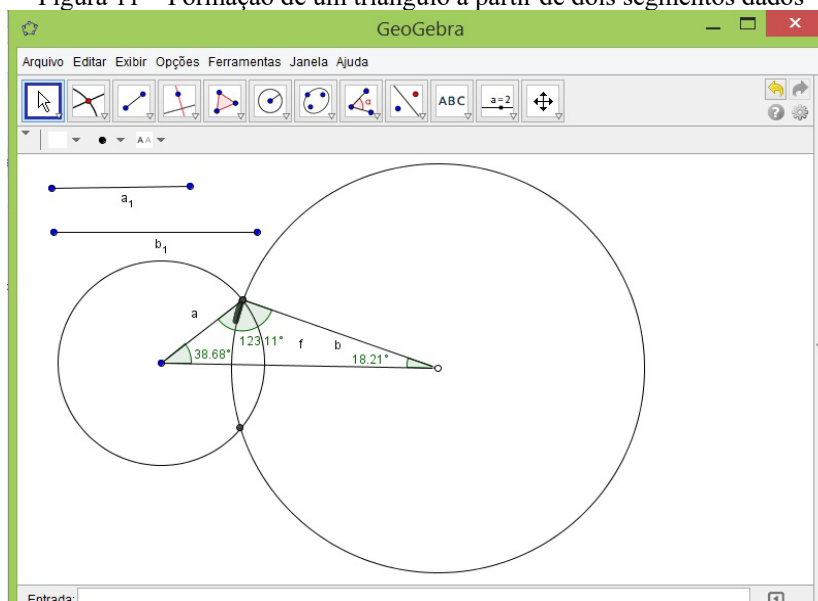 Figura 11 – Formação de um triângulo a partir de dois segmentos dados
GeoGebra
Arquivo Editar Exibir Opções Ferramentas Janela Ajuda
α ABC a=2
AA
a1
b1
a
123.11° f b
38.68°
18.21°
Entrada: